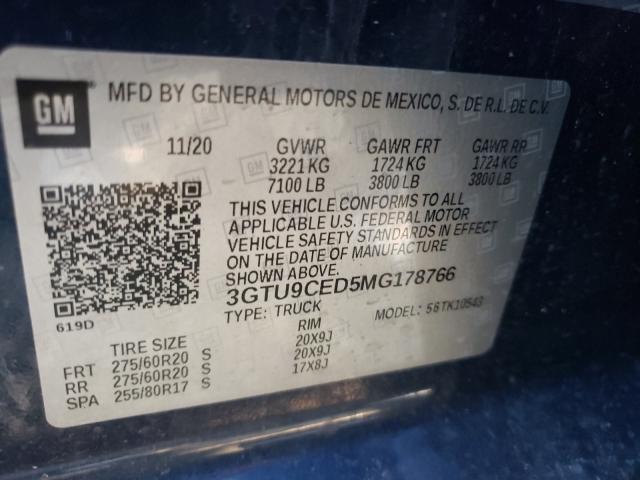 GM
MFD BY GENERAL MOTORS DE MEXICO, S. DE R.L. DE C.V.
11/20 GVWR GAWR FRT GAWR RR
3221 KG 1724 KG 1724 KG
7100 LB 3800 LB 3800 LB
THIS VEHICLE CONFORMS TO ALL
APPLICABLE U.S. FEDERAL MOTOR
VEHICLE SAFETY STANDARDS IN EFFECT
ON THE DATE OF MANUFACTURE
SHOWN ABOVE.
3GTU9CED5MG178766
619D TYPE: TRUCK MODEL: 56TK10543
TIRE SIZE RIM
FRT 275/60R20 S 20X9J
RR 275/60R20 S 20X9J
SPA 255/80R17 S 17X8J